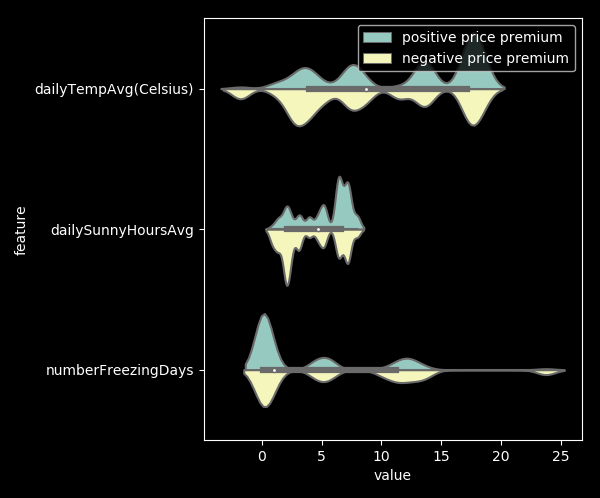 positive price premium
negative price premium
dailyTempAvg(Celsius)
dailySunnyHoursAvg
numberFreezingDays
feature
0 5 10 15 20 25
value